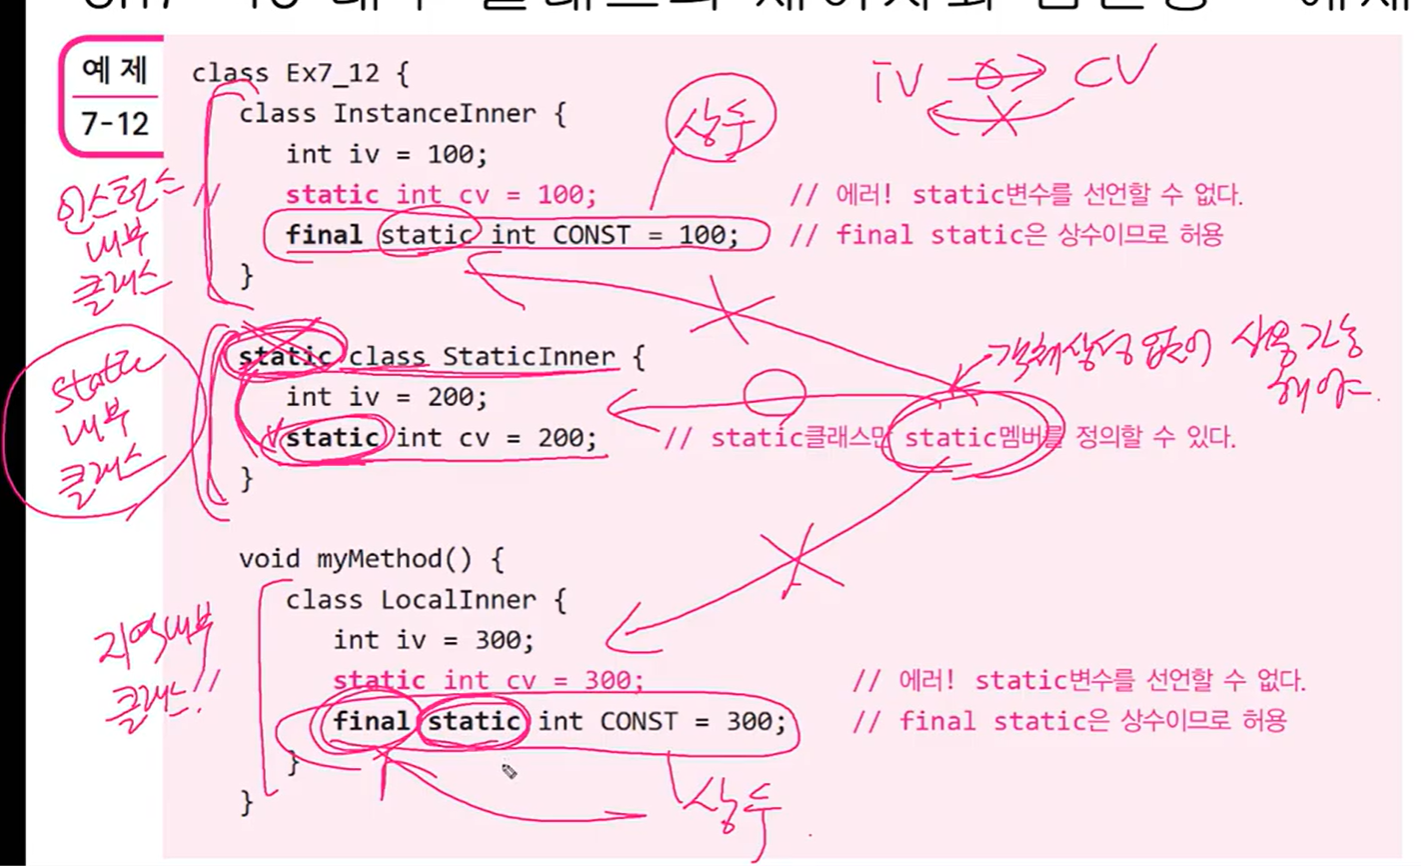 예제
7-12
class Ex7_12 {
class InstanceInner {
int iv = 100;
// static int cv = 100; // 에러! static변수를 선언할 수 없다.
final static int CONST = 100; // final static은 상수이므로 허용
}
static class StaticInner {
int iv = 200;
static int cv = 200; // static클래스만 static멤버를 정의할 수 있다.
}
void myMethod() {
class LocalInner {
int iv = 300;
// static int cv = 300; // 에러! static변수를 선언할 수 없다.
final static int CONST = 300; // final static은 상수이므로 허용
}
}
iv
cv
상수
인스턴스
내부
클래스
static
내부
클래스
객체생성 없이 사용가능
해야.
지역내부
클래스
상수